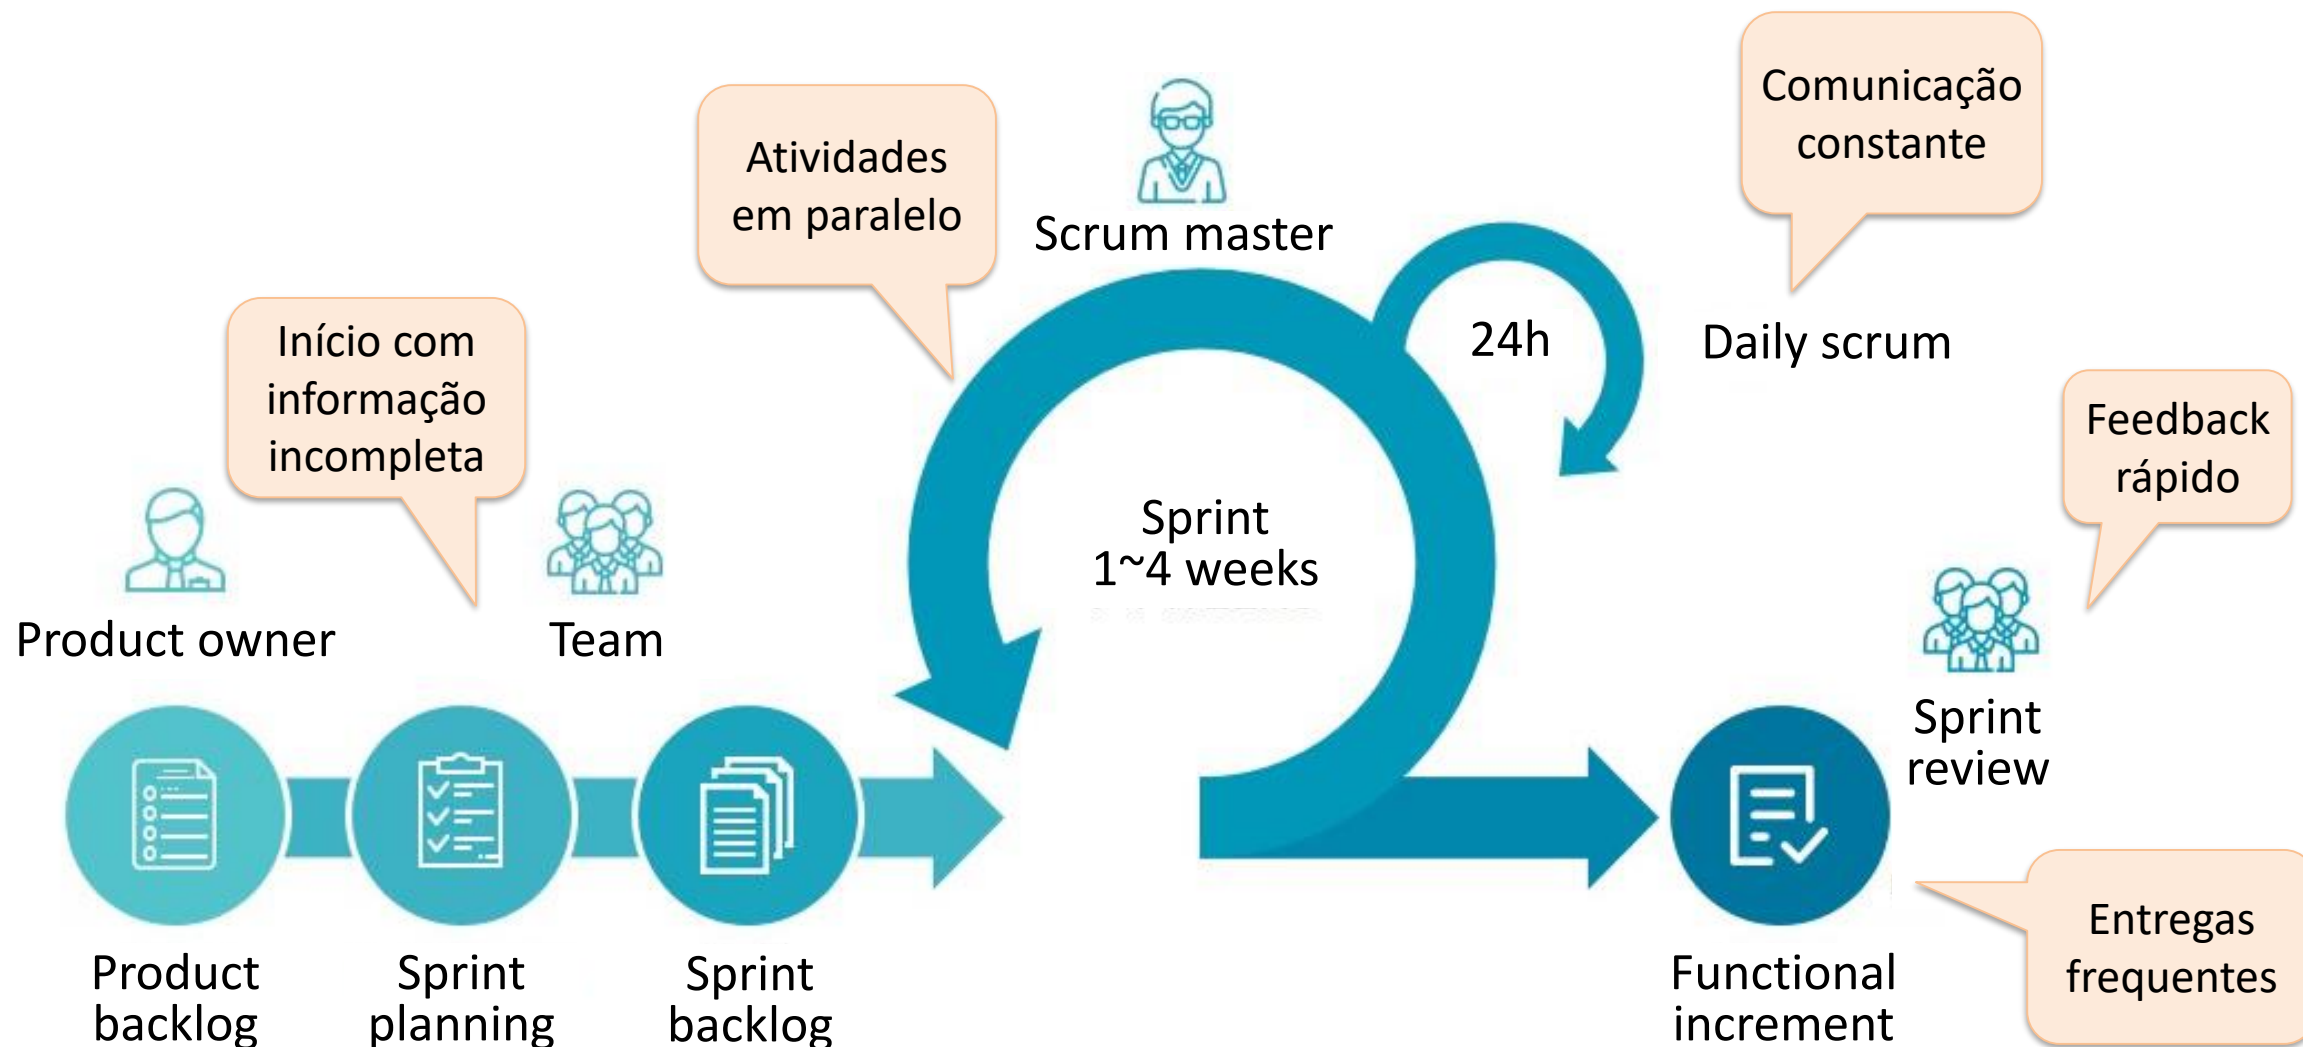 Comunicação
constante
Atividades
em paralelo
Scrum master
24h
Daily scrum
Início com
informação
incompleta
Feedback
rápido
Sprint
1~4 weeks
Product owner
Team
Sprint
review
Entregas
frequentes
Product
backlog
Sprint
planning
Sprint
backlog
Functional
increment